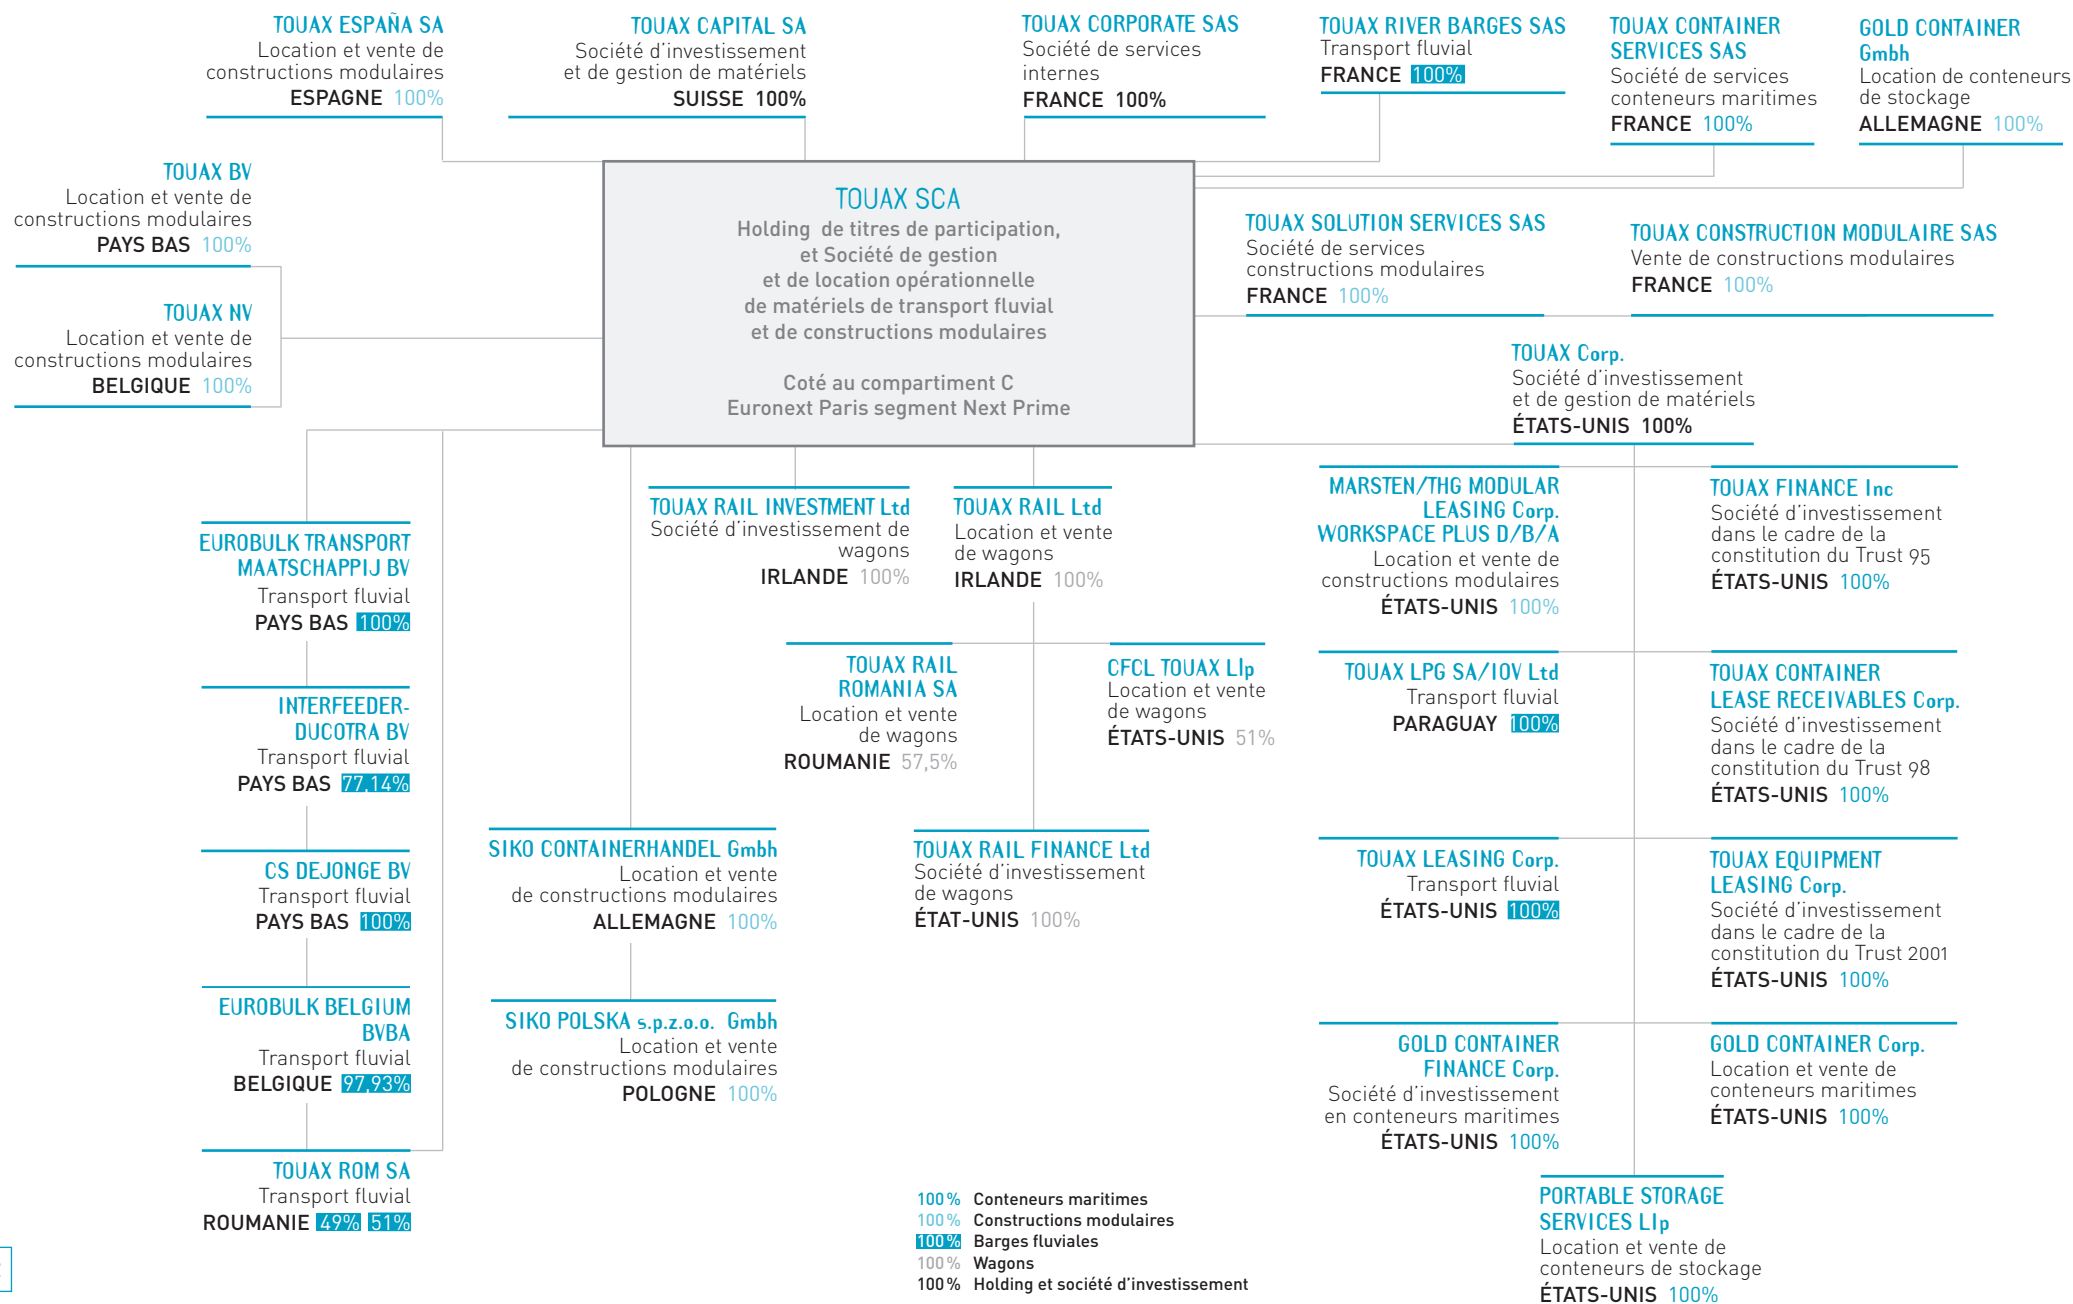 TOUAX ESPAÑA SA
Location et vente de
constructions modulaires
ESPAGNE 100%
TOUAX CAPITAL SA
Société d'investissement
et de gestion de matériels
SUISSE 100%
TOUAX CORPORATE SAS
Société de services
internes
FRANCE 100%
TOUAX RIVER BARGES SAS
Transport fluvial
FRANCE 100%
TOUAX CONTAINER
SERVICES SAS
Société de services
conteneurs maritimes
FRANCE 100%
GOLD CONTAINER
Gmbh
Location de conteneurs
de stockage
ALLEMAGNE 100%
TOUAX BV
Location et vente de
constructions modulaires
PAYS BAS 100%
TOUAX NV
Location et vente de
constructions modulaires
BELGIQUE 100%
TOUAX SCA
Holding de titres de participation,
et Société de gestion
et de location opérationnelle
de matériels de transport fluvial
et de constructions modulaires
Coté au compartiment C
Euronext Paris segment Next Prime
TOUAX SOLUTION SERVICES SAS
Société de services
constructions modulaires
FRANCE 100%
TOUAX CONSTRUCTION MODULAIRE SAS
Vente de constructions modulaires
FRANCE 100%
TOUAX Corp.
Société d'investissement
et de gestion de matériels
ÉTATS-UNIS 100%
EUROBULK TRANSPORT
MAATSCHAPPIJ BV
Transport fluvial
PAYS BAS 100%
INTERFEEDER-
DUCOTRA BV
Transport fluvial
PAYS BAS 77,14%
CS DEJONGE BV
Transport fluvial
PAYS BAS 100%
EUROBULK BELGIUM
BVBA
Transport fluvial
BELGIQUE 97,93%
TOUAX ROM SA
Transport fluvial
ROUMANIE 49% 51%
TOUAX RAIL INVESTMENT Ltd
Société d'investissement de
wagons
IRLANDE 100%
TOUAX RAIL Ltd
Location et vente
de wagons
IRLANDE 100%
TOUAX RAIL
ROMANIA SA
Location et vente
de wagons
ROUMANIE 57,5%
CFCL TOUAX Llp
Location et vente
de wagons
ÉTATS-UNIS 51%
SIKO CONTAINERHANDEL Gmbh
Location et vente
de constructions modulaires
ALLEMAGNE 100%
TOUAX RAIL FINANCE Ltd
Société d'investissement
de wagons
ÉTAT-UNIS 100%
SIKO POLSKA s.p.z.o.o. Gmbh
Location et vente
de constructions modulaires
POLOGNE 100%
MARSTEN/THG MODULAR
LEASING Corp.
WORKSPACE PLUS D/B/A
Location et vente de
constructions modulaires
ÉTATS-UNIS 100%
TOUAX FINANCE Inc
Société d'investissement
dans le cadre de la
constitution du Trust 95
ÉTATS-UNIS 100%
TOUAX LPG SA/IOV Ltd
Transport fluvial
PARAGUAY 100%
TOUAX CONTAINER
LEASE RECEIVABLES Corp.
Société d'investissement
dans le cadre de la
constitution du Trust 98
ÉTATS-UNIS 100%
TOUAX LEASING Corp.
Transport fluvial
ÉTATS-UNIS 100%
TOUAX EQUIPMENT
LEASING Corp.
Société d'investissement
dans le cadre de la
constitution du Trust 2001
ÉTATS-UNIS 100%
GOLD CONTAINER
FINANCE Corp.
Société d'investissement
en conteneurs maritimes
ÉTATS-UNIS 100%
GOLD CONTAINER Corp.
Location et vente de
conteneurs maritimes
ÉTATS-UNIS 100%
PORTABLE STORAGE
SERVICES Llp
Location et vente de
conteneurs de stockage
ÉTATS-UNIS 100%
100% Conteneurs maritimes
100% Constructions modulaires
100% Barges fluviales
100% Wagons
100% Holding et société d'investissement